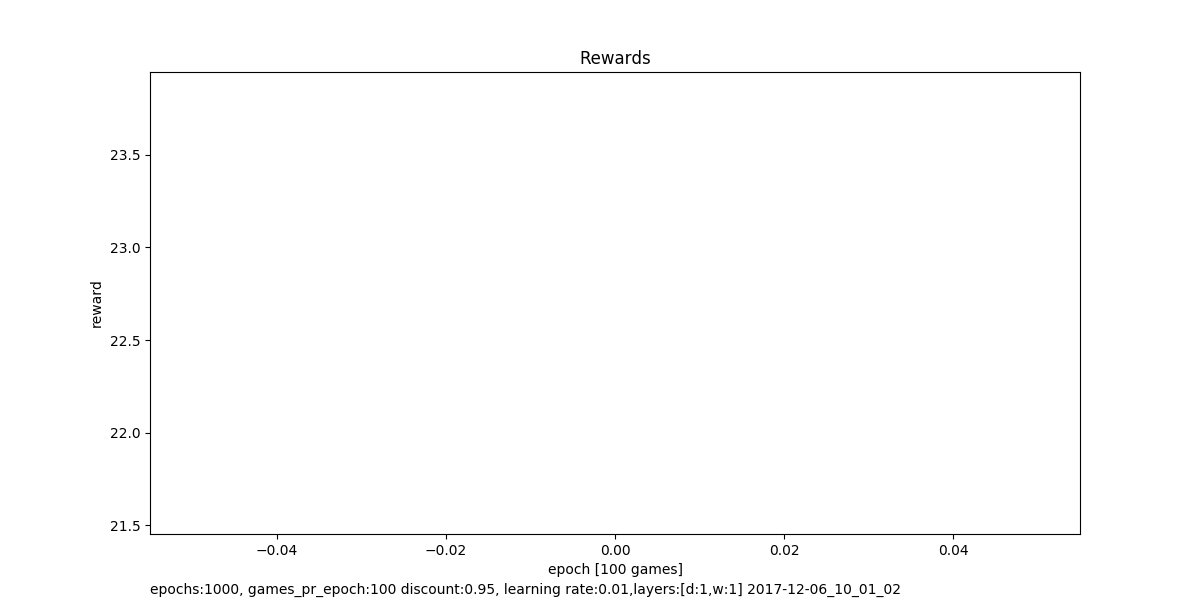 Rewards
23.5
23.0
22.5
22.0
21.5
reward
−0.04
−0.02
0.00
0.02
0.04
epoch [100 games]
epochs:1000, games_pr_epoch:100 discount:0.95, learning rate:0.01,layers:[d:1,w:1] 2017-12-06_10_01_02